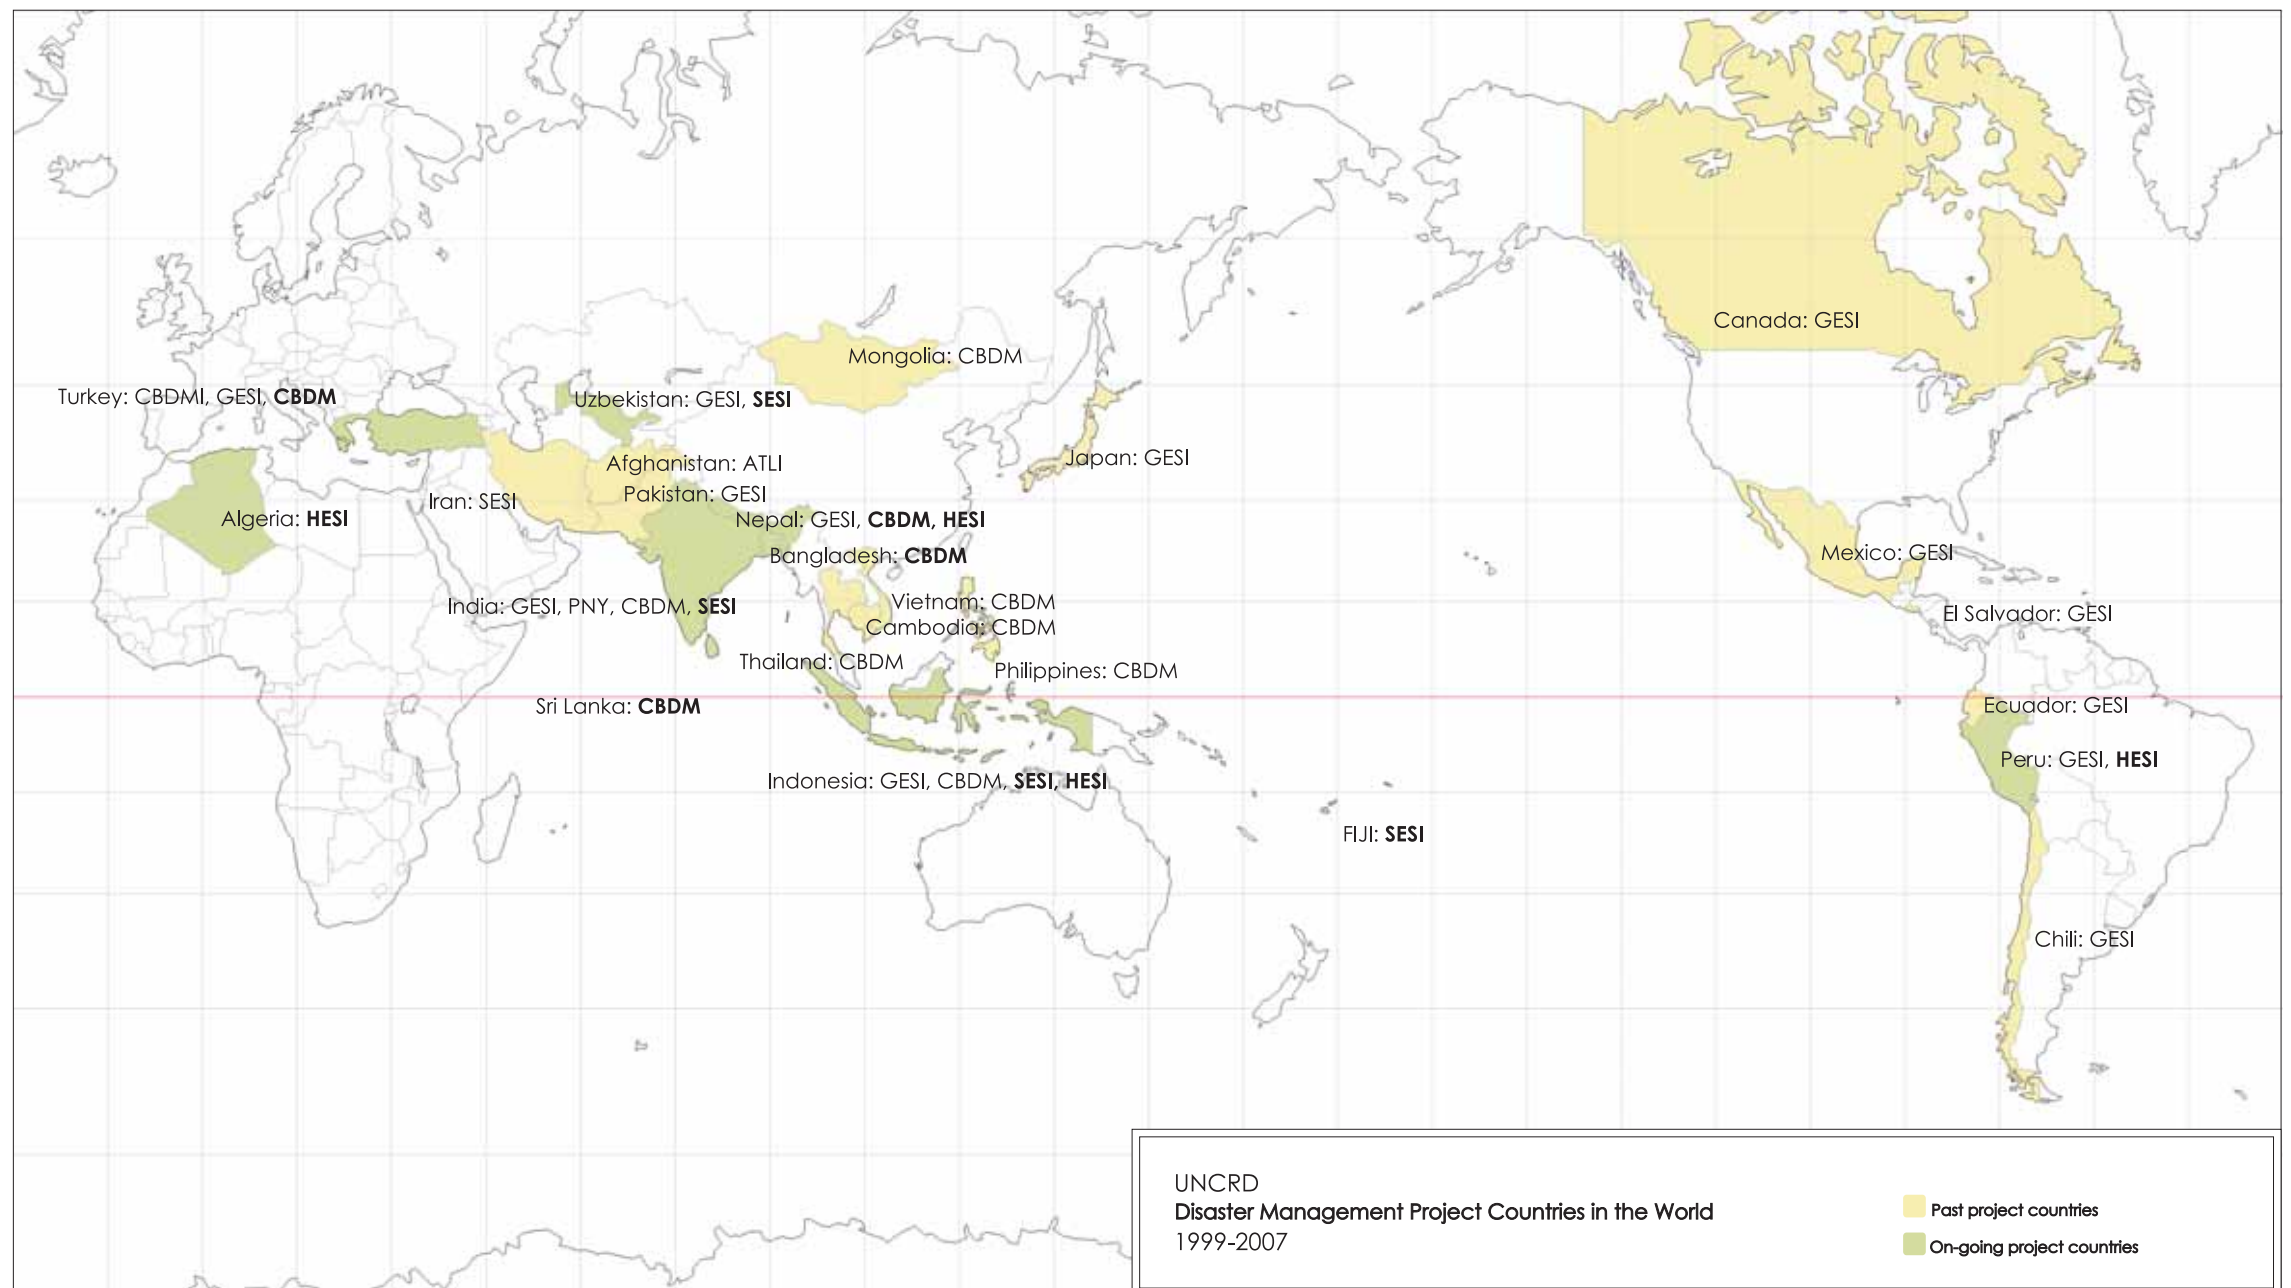 Canada: GESI
Mongolia: CBDM
Turkey: CBDMI, GESI, CBDM
Uzbekistan: GESI, SESI
Japan: GESI
Afghanistan: ATLI
Pakistan: GESI
Iran: SESI
Algeria: HESI
Nepal: GESI, CBDM, HESI
Bangladesh: CBDM
Mexico: GESI
India: GESI, PNY, CBDM, SESI
Vietnam: CBDM
El Salvador: GESI
Cambodia: CBDM
Thailand: CBDM
Philippines: CBDM
Sri Lanka: CBDM
Ecuador: GESI
Peru: GESI, HESI
Indonesia: GESI, CBDM, SESI, HESI
FIJI: SESI
Chili: GESI
UNCRD
Disaster Management Project Countries in the World
1999-2007
Past project countries
On-going project countries